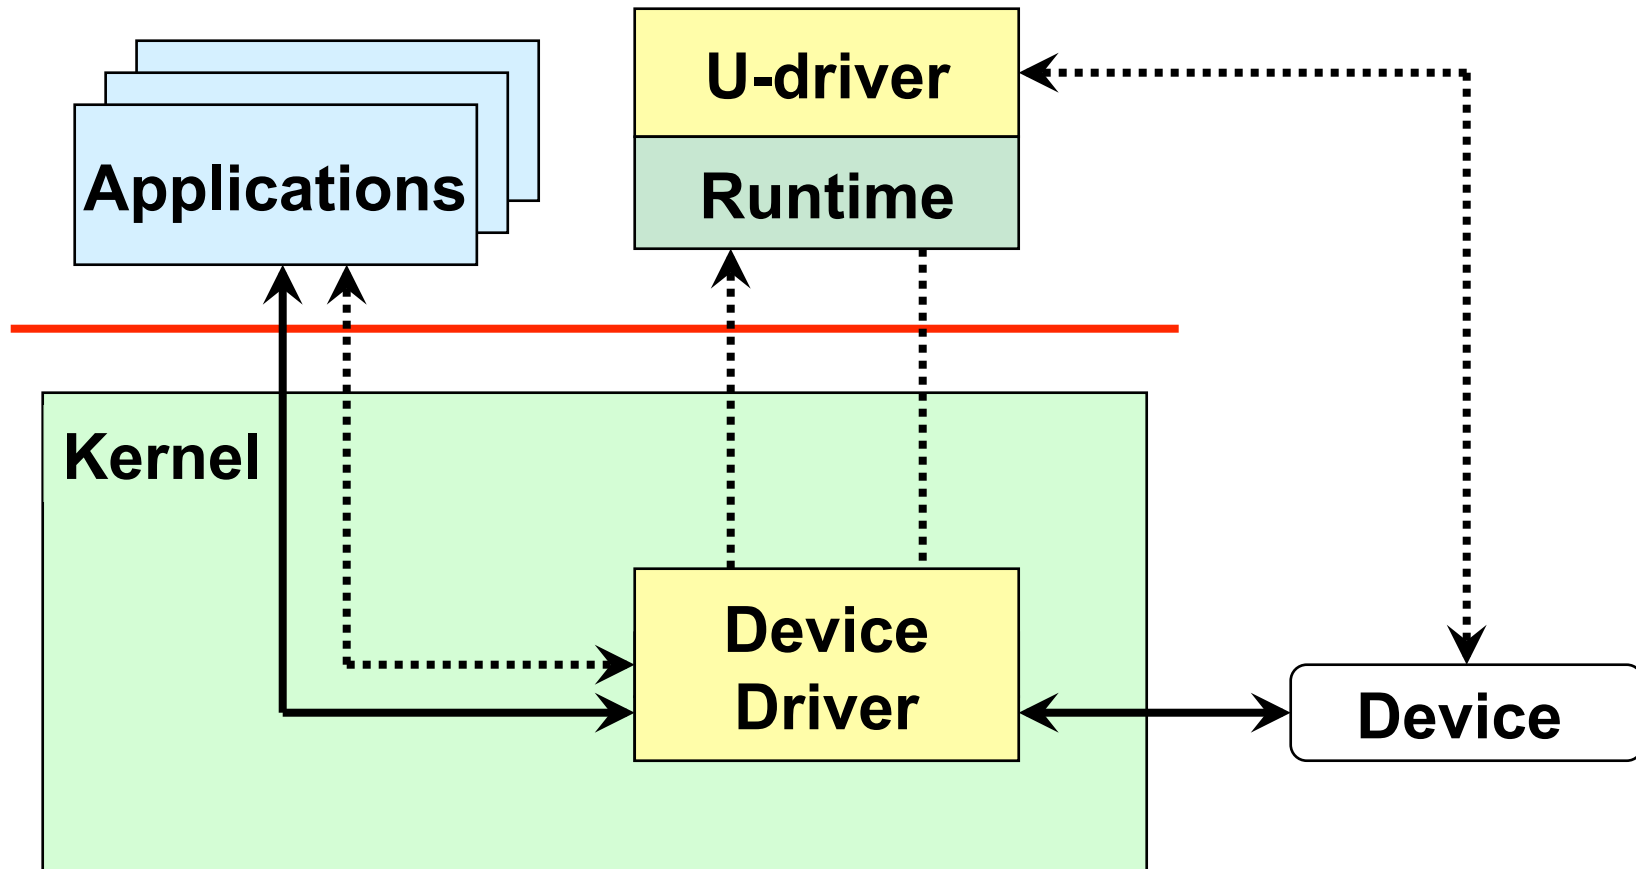 U-driver
Applications
Runtime
Kernel
Device
Driver
Device